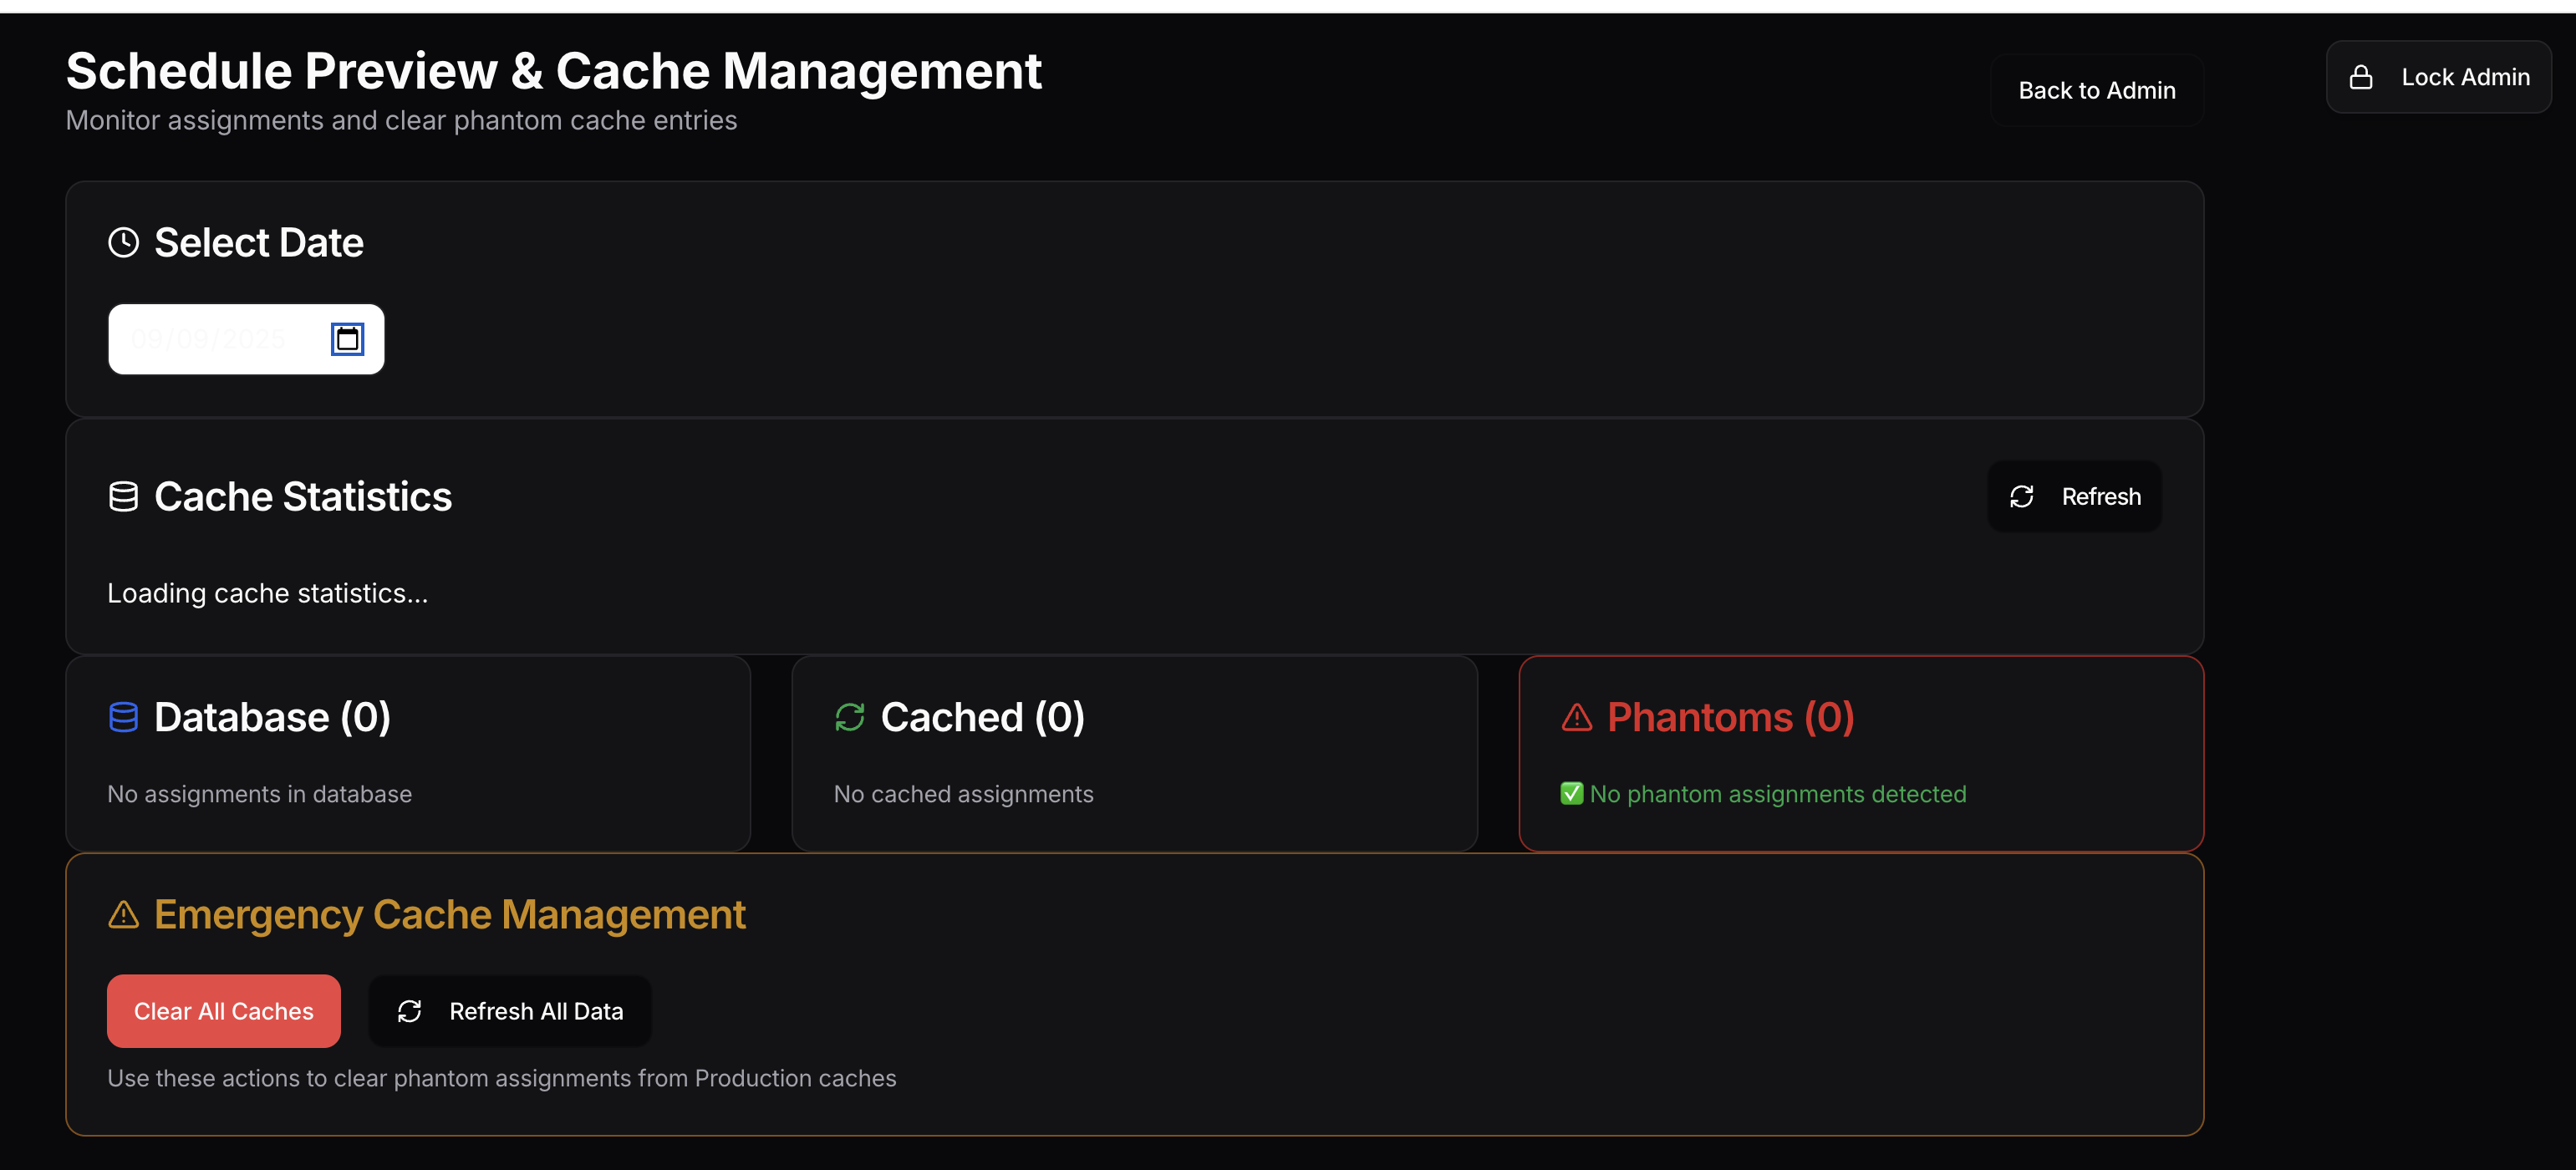 Schedule Preview & Cache Management
Monitor assignments and clear phantom cache entries
Back to Admin
Lock Admin
Select Date
09/09/2025
Cache Statistics
Refresh
Loading cache statistics...
Database (0)
No assignments in database
Cached (0)
No cached assignments
Phantoms (0)
✅ No phantom assignments detected
Emergency Cache Management
Clear All Caches
Refresh All Data
Use these actions to clear phantom assignments from Production caches